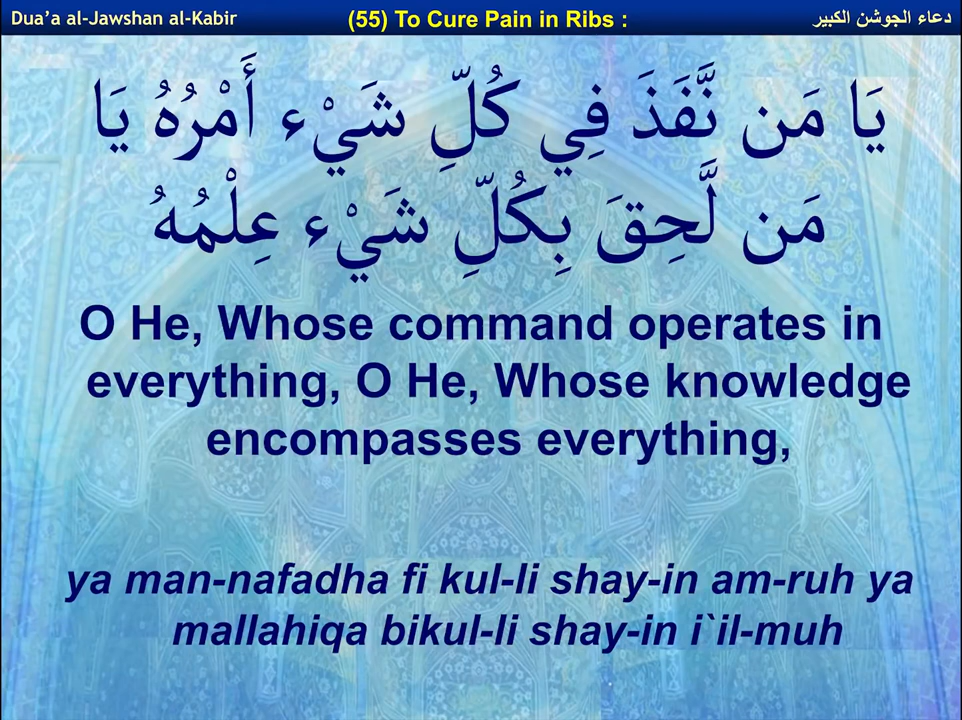 Dua’a al-Jawshan al-Kabir
(55) To Cure Pain in Ribs :
دعاء الجوشن الكبير
يَا مَن نَّفَذَ فِي كُلِّ شَيْء أَمْرُهُ يَا
مَن لَّحِقَ بِكُلِّ شَيْء عِلْمُهُ
O He, Whose command operates in
everything, O He, Whose knowledge
encompasses everything,
ya man-nafadha fi kul-li shay-in am-ruh ya
mallahiqa bikul-li shay-in i`il-muh